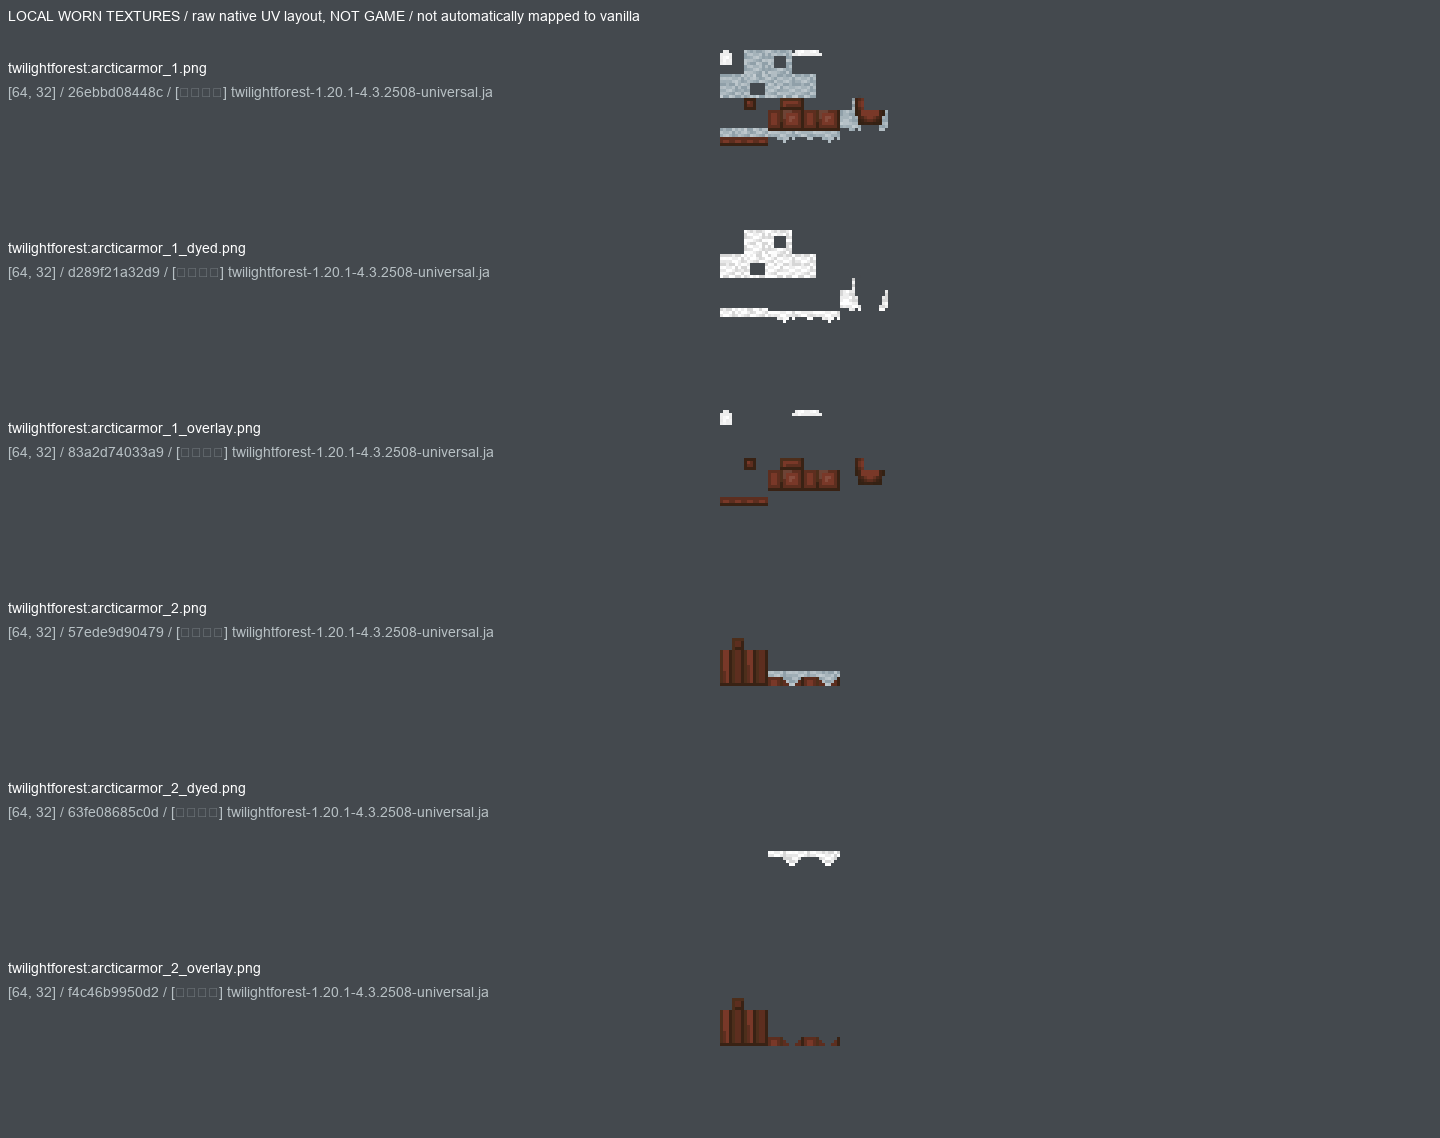 LOCAL WORN TEXTURES / raw native UV layout, NOT GAME / not automatically mapped to vanilla
twilightforest:arcticarmor_1.png
[64, 32] / 26ebbd08448c / [□□□□] twilightforest-1.20.1-4.3.2508-universal.ja
twilightforest:arcticarmor_1_dyed.png
[64, 32] / d289f21a32d9 / [□□□□] twilightforest-1.20.1-4.3.2508-universal.ja
twilightforest:arcticarmor_1_overlay.png
[64, 32] / 83a2d74033a9 / [□□□□] twilightforest-1.20.1-4.3.2508-universal.ja
twilightforest:arcticarmor_2.png
[64, 32] / 57ede9d90479 / [□□□□] twilightforest-1.20.1-4.3.2508-universal.ja
twilightforest:arcticarmor_2_dyed.png
[64, 32] / 63fe08685c0d / [□□□□] twilightforest-1.20.1-4.3.2508-universal.ja
twilightforest:arcticarmor_2_overlay.png
[64, 32] / f4c46b9950d2 / [□□□□] twilightforest-1.20.1-4.3.2508-universal.ja